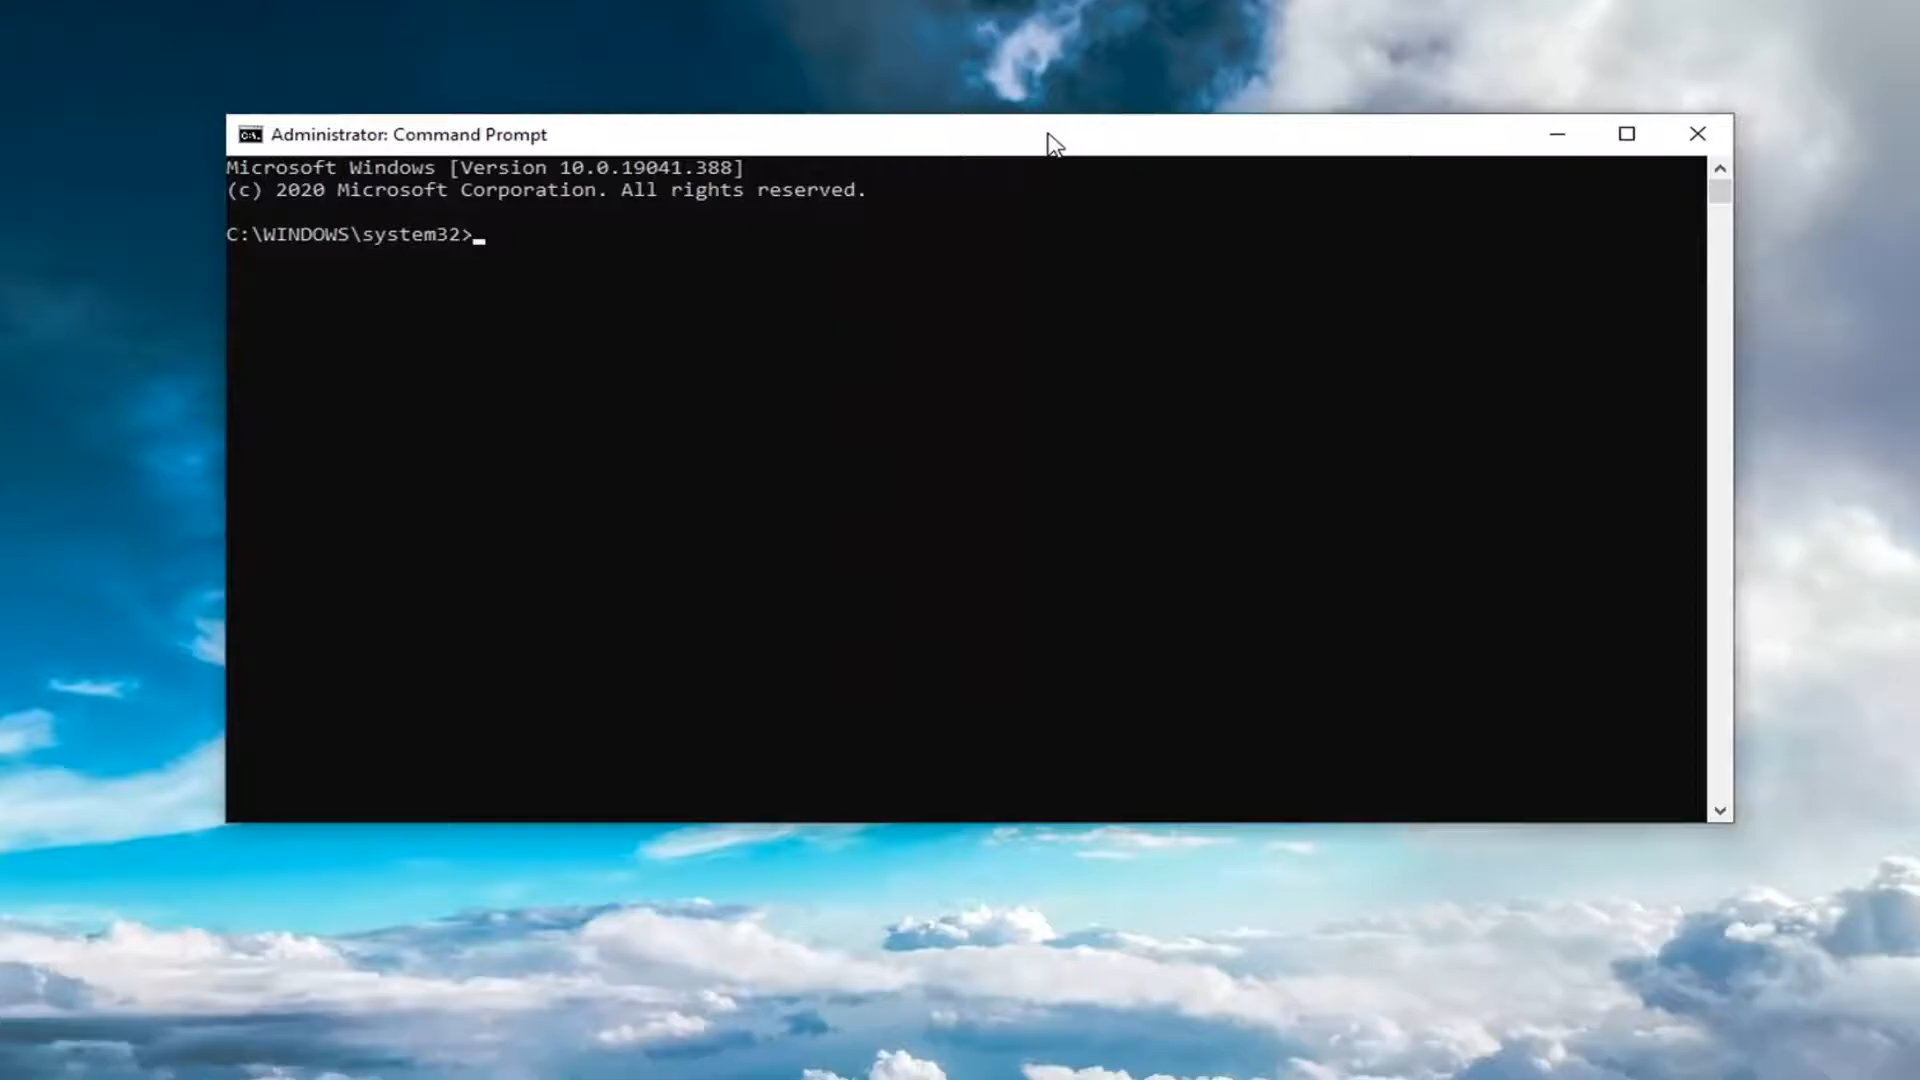 Administrator: Command Prompt
Microsoft Windows [Version 10.0.19041.388]
(c) 2020 Microsoft Corporation. All rights reserved.
C:\WINDOWS\system32>